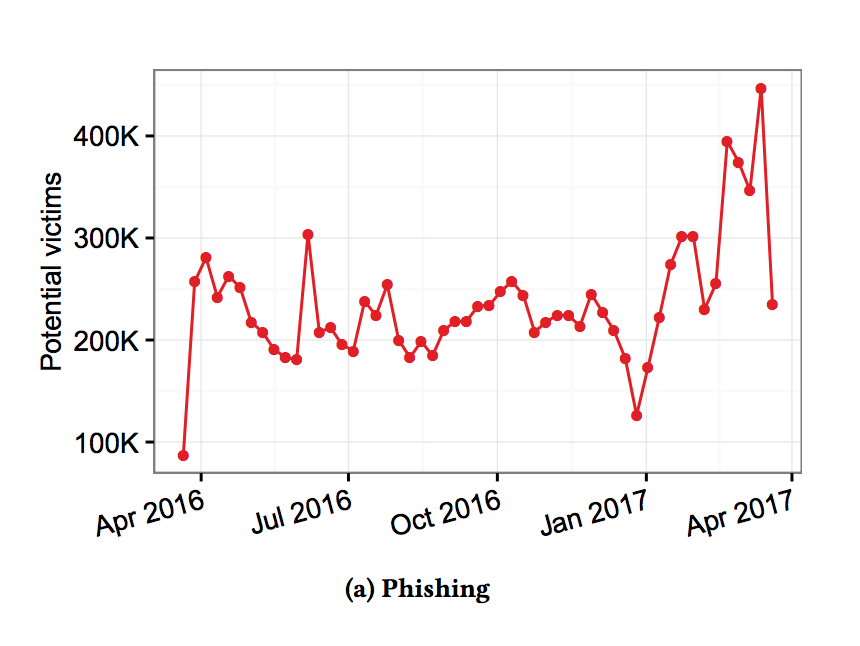 Potential victims
400K
300K
200K
100K
Apr 2016
Jul 2016
Oct 2016
Jan 2017
Apr 2017
(a) Phishing